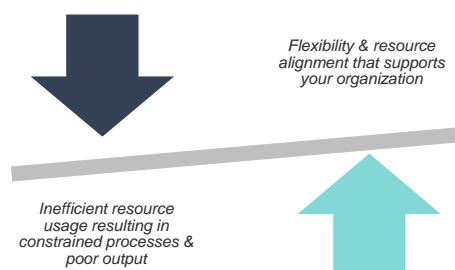 Flexibility & resource
alignment that supports
your organization
Inefficient resource
usage resulting in
constrained processes &
poor output